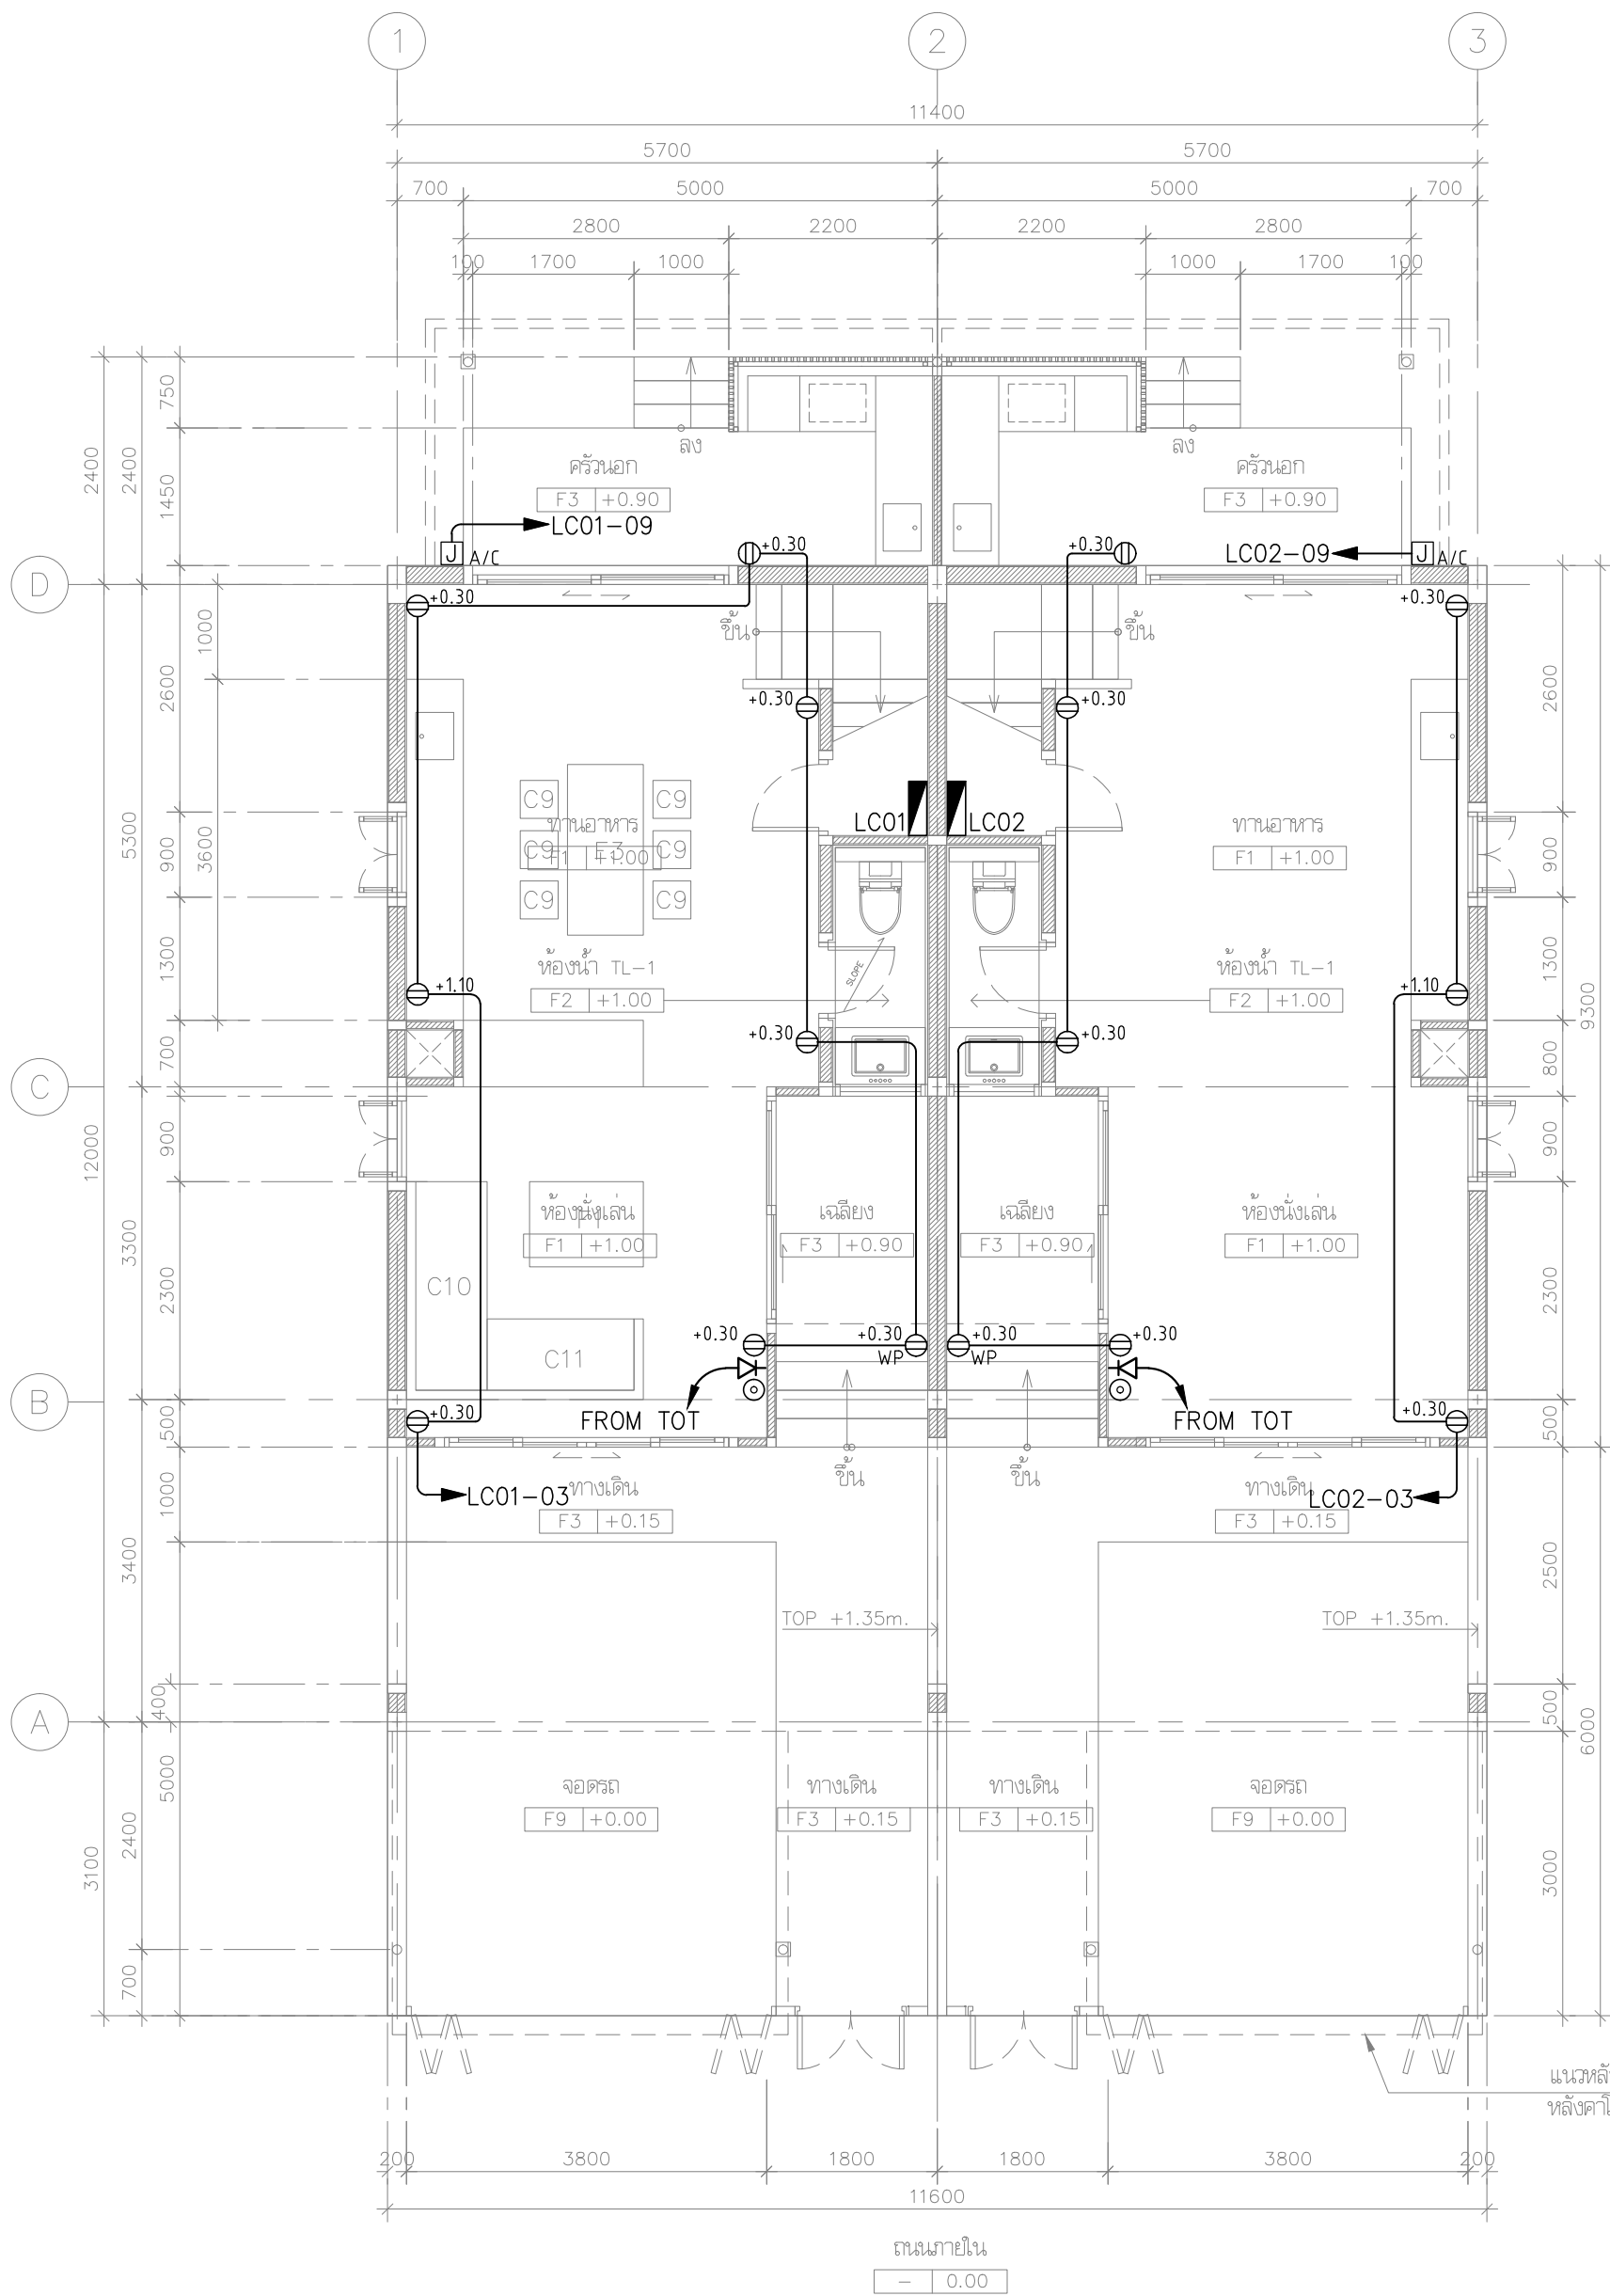 1 2 3
11400
5700 5700
700 5000 5000 700
2800 2200 2200 2800
100 1700 1000 1000 1700 100
750
2400 2400 1450
ลง ลง
ครัวนอก ครัวนอก
F3 +0.90 F3 +0.90
LC01-09 LC02-09
J A/C J A/C
+0.30 +0.30
D
+0.30 +0.30
ขึ้น ขึ้น
1000
2600 2600
+0.30 +0.30
C9 C9
LC01 LC02
ทานอาหาร ทานอาหาร
C9 F3 C9
F1 +1.00 F1 +1.00
C9 C9
5300 900 3600 900
1300 1300
ห้องน้ำ TL-1 ห้องน้ำ TL-1
SLOPE
F2 +1.00 F2 +1.00
+1.10 +1.10
9300
+0.30 +0.30
700 800
C
12000 900 900
3300
ห้องนั่งเล่น เฉลียง เฉลียง ห้องนั่งเล่น
F1 +1.00 F3 +0.90 F3 +0.90 F1 +1.00
C10
2300 2300
+0.30 +0.30 +0.30 +0.30
WP WP
C11
B
+0.30 FROM TOT FROM TOT +0.30
500 500
ขึ้น ขึ้น
1000
LC01-03 ทางเดิน ทางเดิน LC02-03
F3 +0.15 F3 +0.15
3400 2500
TOP +1.35m. TOP +1.35m.
400 500
A
6000
5000
จอดรถ ทางเดิน ทางเดิน จอดรถ
F9 +0.00 F3 +0.15 F3 +0.15 F9 +0.00
3100 2400 3000
700
200 3800 1800 1800 3800 200
11600
ถนนภายใน
- 0.00